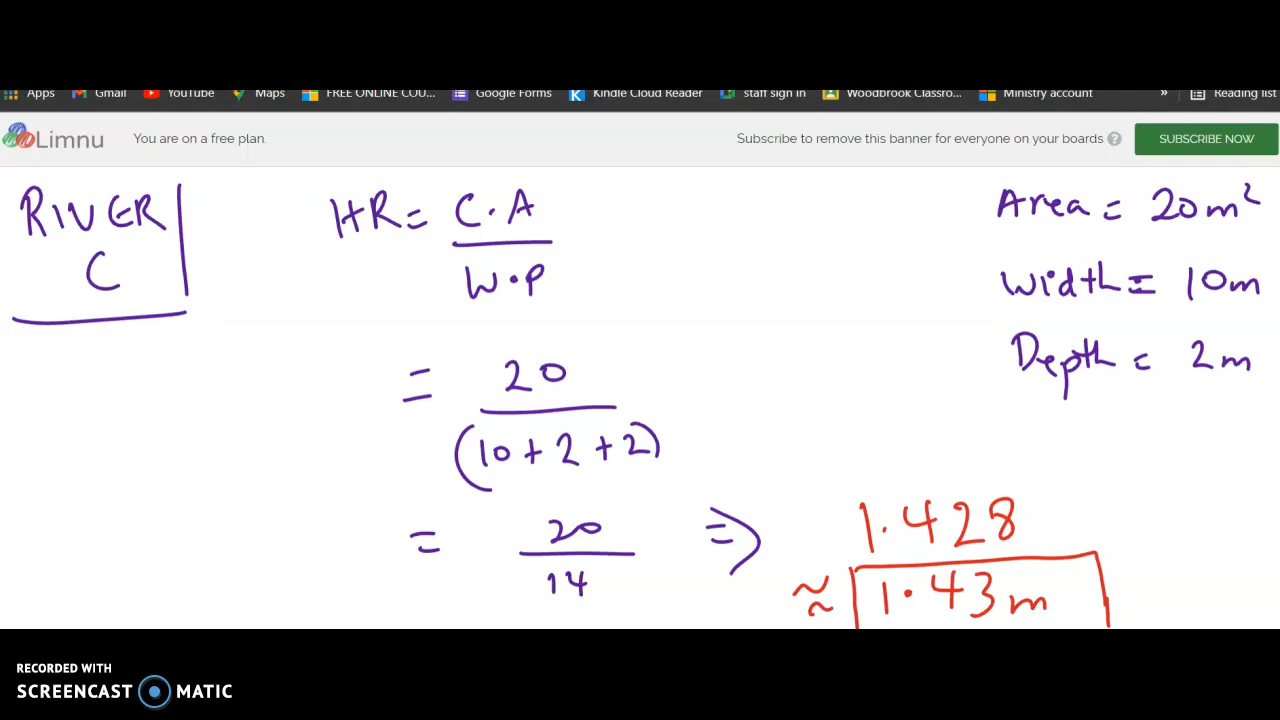 Apps Gmail YouTube Maps FREE ONLINE COU... Google Forms Kindle Cloud Reader staff sign in Woodbrook Classro... Ministry account » Reading list
Limnu You are on a free plan. Subscribe to remove this banner for everyone on your boards ? SUBSCRIBE NOW
RIVER
C
HR = C.A
W.P
= 20
(10 + 2 + 2)
= 20
14
⇒ 1.428
≈ 1.43m
Area = 20m²
Width = 10m
Depth = 2m
RECORDED WITH
SCREENCAST MATIC